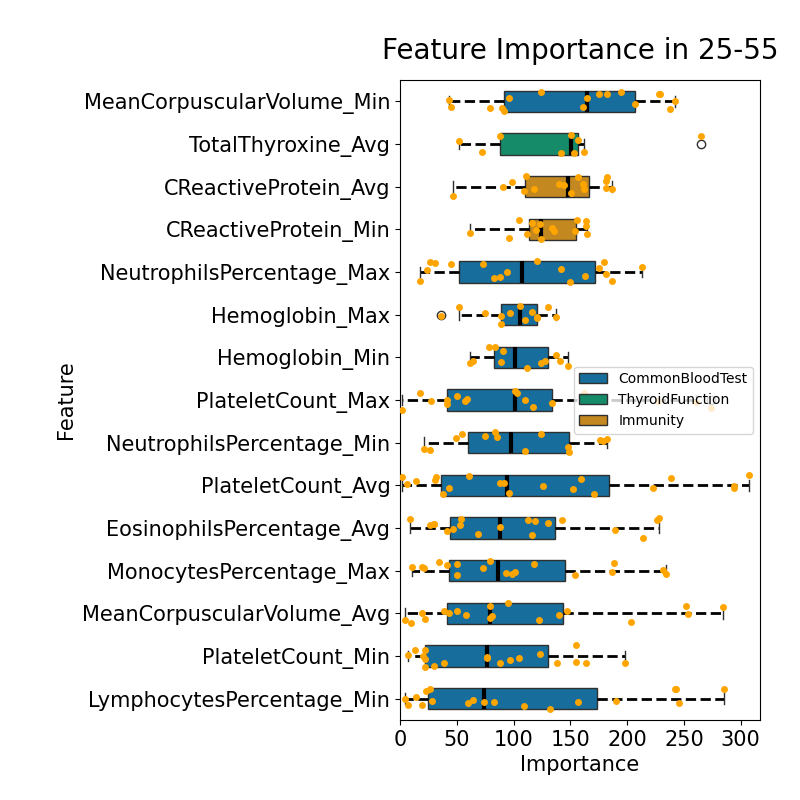 Feature Importance in 25-55
MeanCorpuscularVolume_Min
TotalThyroxine_Avg
CReactiveProtein_Avg
CReactiveProtein_Min
NeutrophilsPercentage_Max
Hemoglobin_Max
Hemoglobin_Min
PlateletCount_Max
NeutrophilsPercentage_Min
PlateletCount_Avg
EosinophilsPercentage_Avg
MonocytesPercentage_Max
MeanCorpuscularVolume_Avg
PlateletCount_Min
LymphocytesPercentage_Min
Feature
CommonBloodTest
ThyroidFunction
Immunity
0 50 100 150 200 250 300
Importance